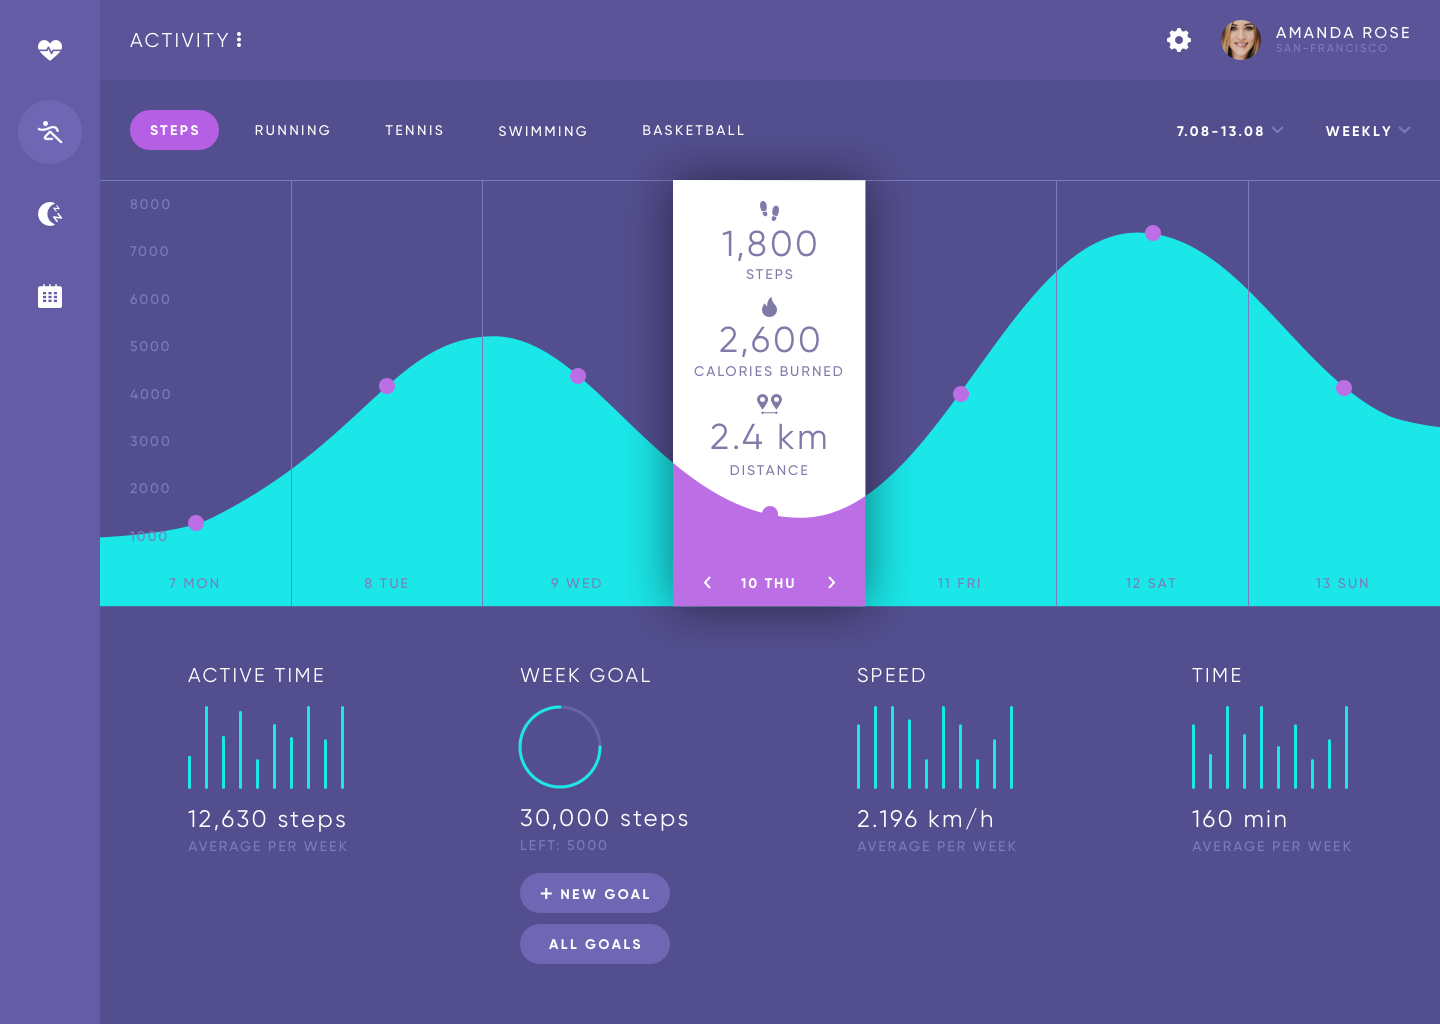 ACTIVITY
AMANDA ROSE
SAN-FRANCISCO
STEPS RUNNING TENNIS SWIMMING BASKETBALL 7.08-13.08 WEEKLY
8000
7000
6000
5000
4000
3000
2000
1000
1,800
STEPS
2,600
CALORIES BURNED
2.4 km
DISTANCE
7 MON 8 TUE 9 WED 10 THU 11 FRI 12 SAT 13 SUN
ACTIVE TIME
12,630 steps
AVERAGE PER WEEK
WEEK GOAL
30,000 steps
LEFT: 5000
+ NEW GOAL
ALL GOALS
SPEED
2.196 km/h
AVERAGE PER WEEK
TIME
160 min
AVERAGE PER WEEK